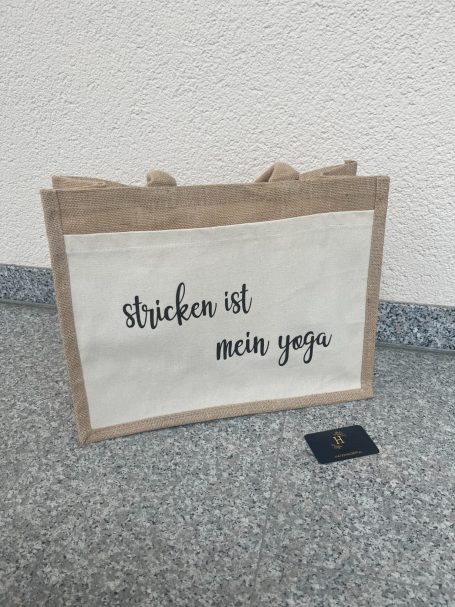 stricken ist
mein yoga
H